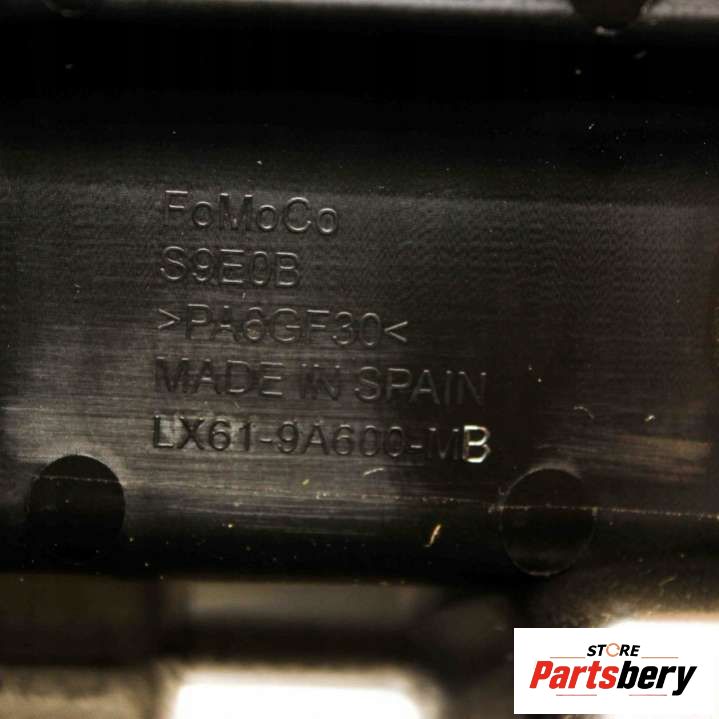 FoMoCo
S9E0B
>PA6GF30<
MADE IN SPAIN
LX61-9A600-MB
STORE
Partsbery